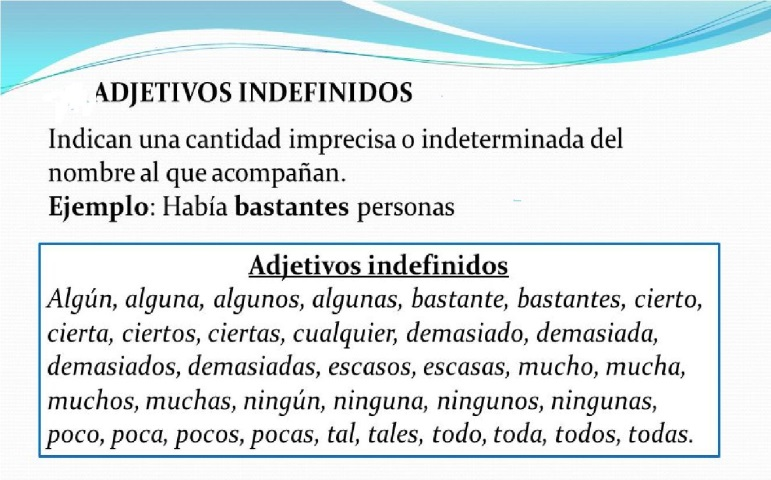 ADJETIVOS INDEFINIDOS
Indican una cantidad imprecisa o indeterminada del
nombre al que acompañan.
Ejemplo: Había bastantes personas
Adjetivos indefinidos
Algún, alguna, algunos, algunas, bastante, bastantes, cierto,
cierta, ciertos, ciertas, cualquier, demasiado, demasiada,
demasiados, demasiadas, escasos, escasas, mucho, mucha,
muchos, muchas, ningún, ninguna, ningunos, ningunas,
poco, poca, pocos, pocas, tal, tales, todo, toda, todos, todas.